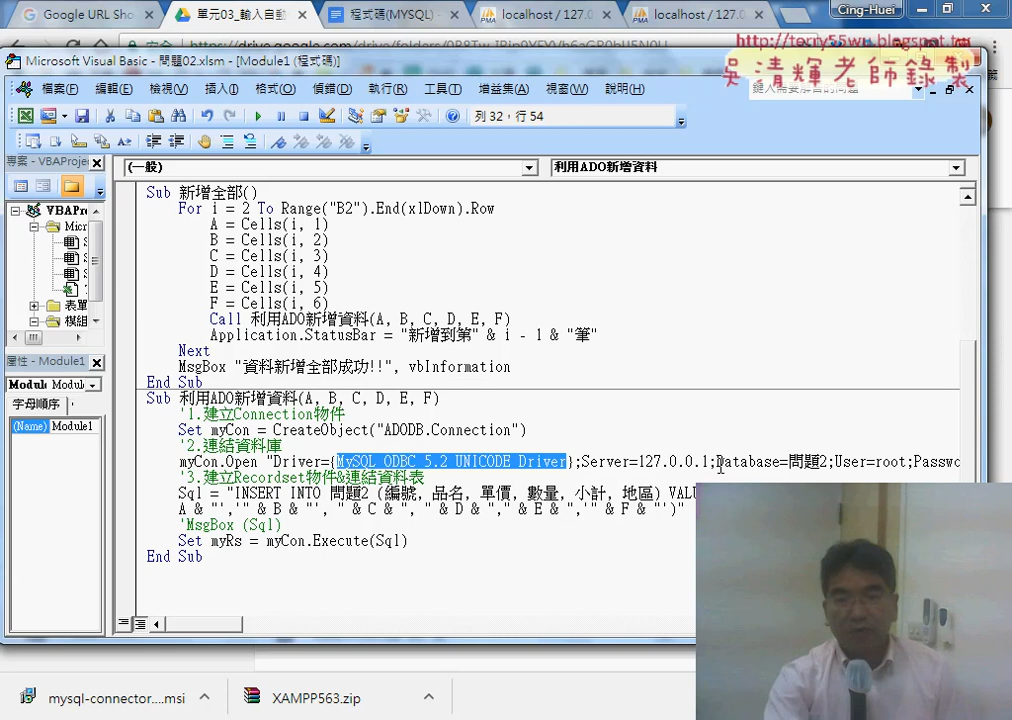 Google URL Sho
單元03_輸入自動
程式碼(MYSQL) -
localhost / 127.0
localhost / 127.
Cing-Huei
http://terry55wu.blogspot.tw
吳清輝老師錄製
Microsoft Visual Basic - 問題02.xlsm - [Module1 (程式碼)]
檔案(F) 編輯(E) 檢視(V) 插入(I) 格式(O) 偵錯(D) 執行(R) 工具(T) 增益集(A) 視窗(W) 說明(H)
列 32，行 54
專案 - VBAProje
(一般)
利用ADO新增資料
VBAPr
Micr
表單
模組
屬性 - Module1
Module Modul
字母順序
(Name) Module1
Sub 新增全部()
For i = 2 To Range("B2").End(xlDown).Row
A = Cells(i, 1)
B = Cells(i, 2)
C = Cells(i, 3)
D = Cells(i, 4)
E = Cells(i, 5)
F = Cells(i, 6)
Call 利用ADO新增資料(A, B, C, D, E, F)
Application.StatusBar = "新增到第" & i - 1 & "筆"
Next
MsgBox "資料新增全部成功!!", vbInformation
End Sub
Sub 利用ADO新增資料(A, B, C, D, E, F)
'1.建立Connection物件
Set myCon = CreateObject("ADODB.Connection")
'2.連結資料庫
myCon.Open "Driver={MySQL ODBC 5.2 UNICODE Driver};Server=127.0.0.1;Database=問題2;User=root;Passwo
'3.建立Recordset物件&連結資料表
Sql = "INSERT INTO 問題2 (編號, 品名, 單價, 數量, 小計, 地區) VALU
A & "','" & B & "', " & C & ", " & D & "," & E & ",'" & F & "')"
'MsgBox (Sql)
Set myRs = myCon.Execute(Sql)
End Sub
mysql-connector....msi
XAMPP563.zip